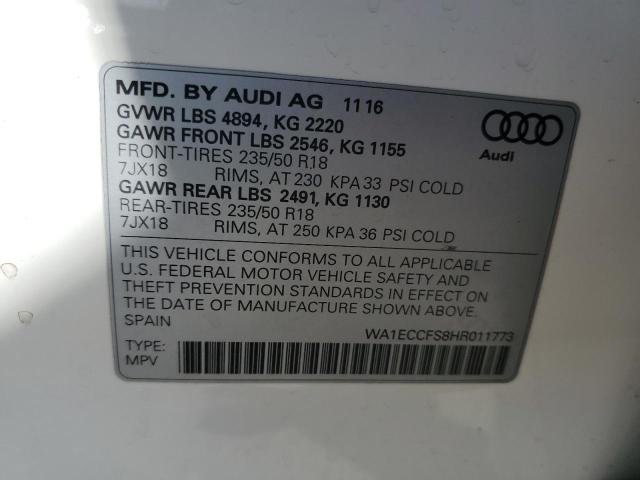 MFD. BY AUDI AG 11 16
GVWR LBS 4894, KG 2220
GAWR FRONT LBS 2546, KG 1155
FRONT-TIRES 235/50 R18
7JX18 RIMS, AT 230 KPA 33 PSI COLD
GAWR REAR LBS 2491, KG 1130
REAR-TIRES 235/50 R18
7JX18 RIMS, AT 250 KPA 36 PSI COLD
Audi
THIS VEHICLE CONFORMS TO ALL APPLICABLE
U.S. FEDERAL MOTOR VEHICLE SAFETY AND
THEFT PREVENTION STANDARDS IN EFFECT ON
THE DATE OF MANUFACTURE SHOWN ABOVE.
SPAIN
WA1ECCFS8HR011773
TYPE:
MPV